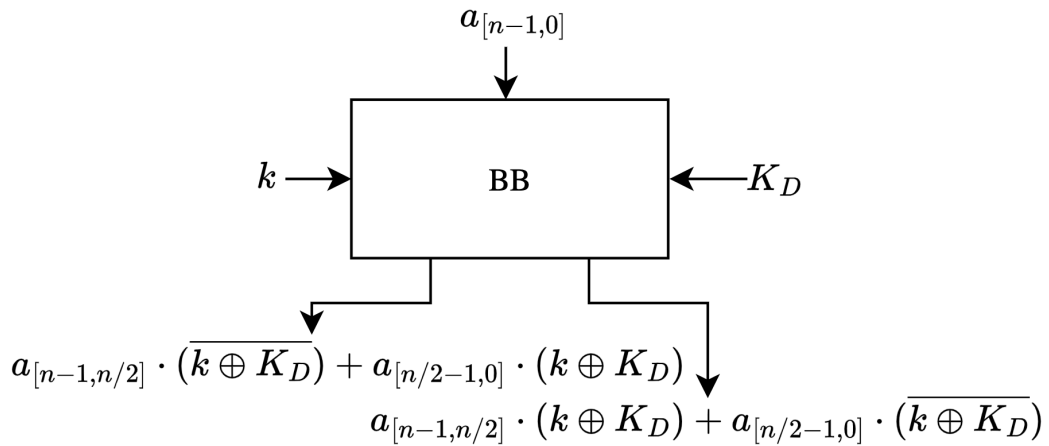 a_{[n−1,0]}
k BB K_D
a_{[n−1,n/2]} · (\overline{k ⊕ K_D}) + a_{[n/2−1,0]} · (k ⊕ K_D)
a_{[n−1,n/2]} · (k ⊕ K_D) + a_{[n/2−1,0]} · (\overline{k ⊕ K_D})